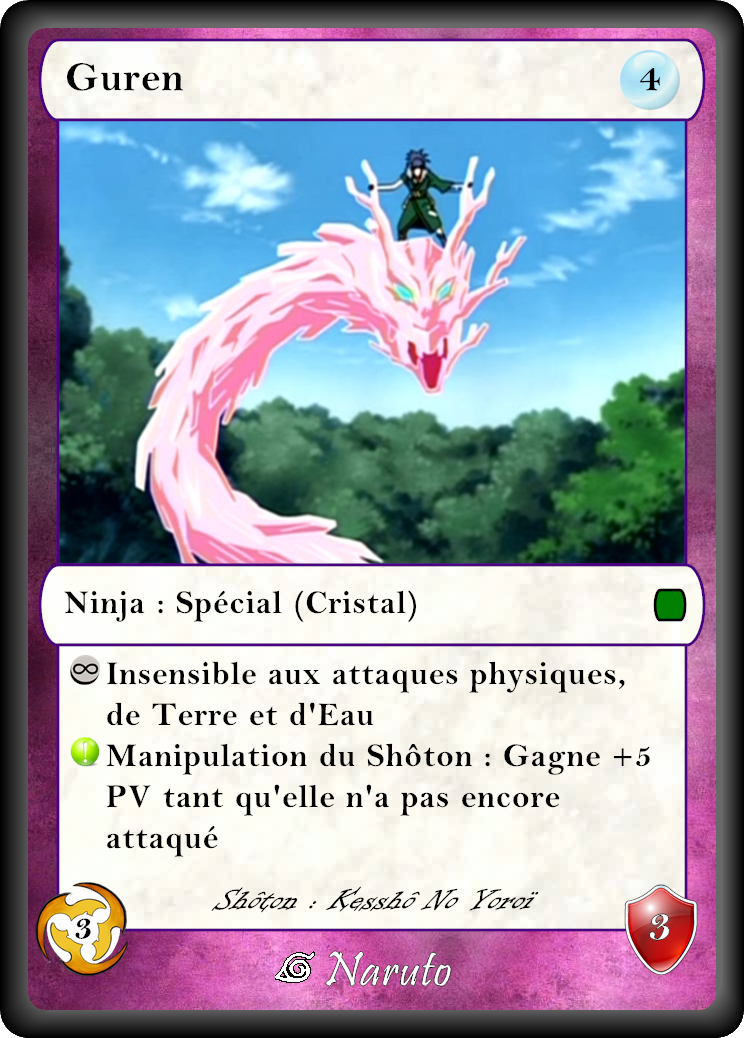 Guren
4
Ninja : Spécial (Cristal)
∞ Insensible aux attaques physiques,
de Terre et d'Eau
! Manipulation du Shôton : Gagne +5
PV tant qu'elle n'a pas encore
attaqué
Shôton : Kesshô No Yoroï
3
3
Naruto